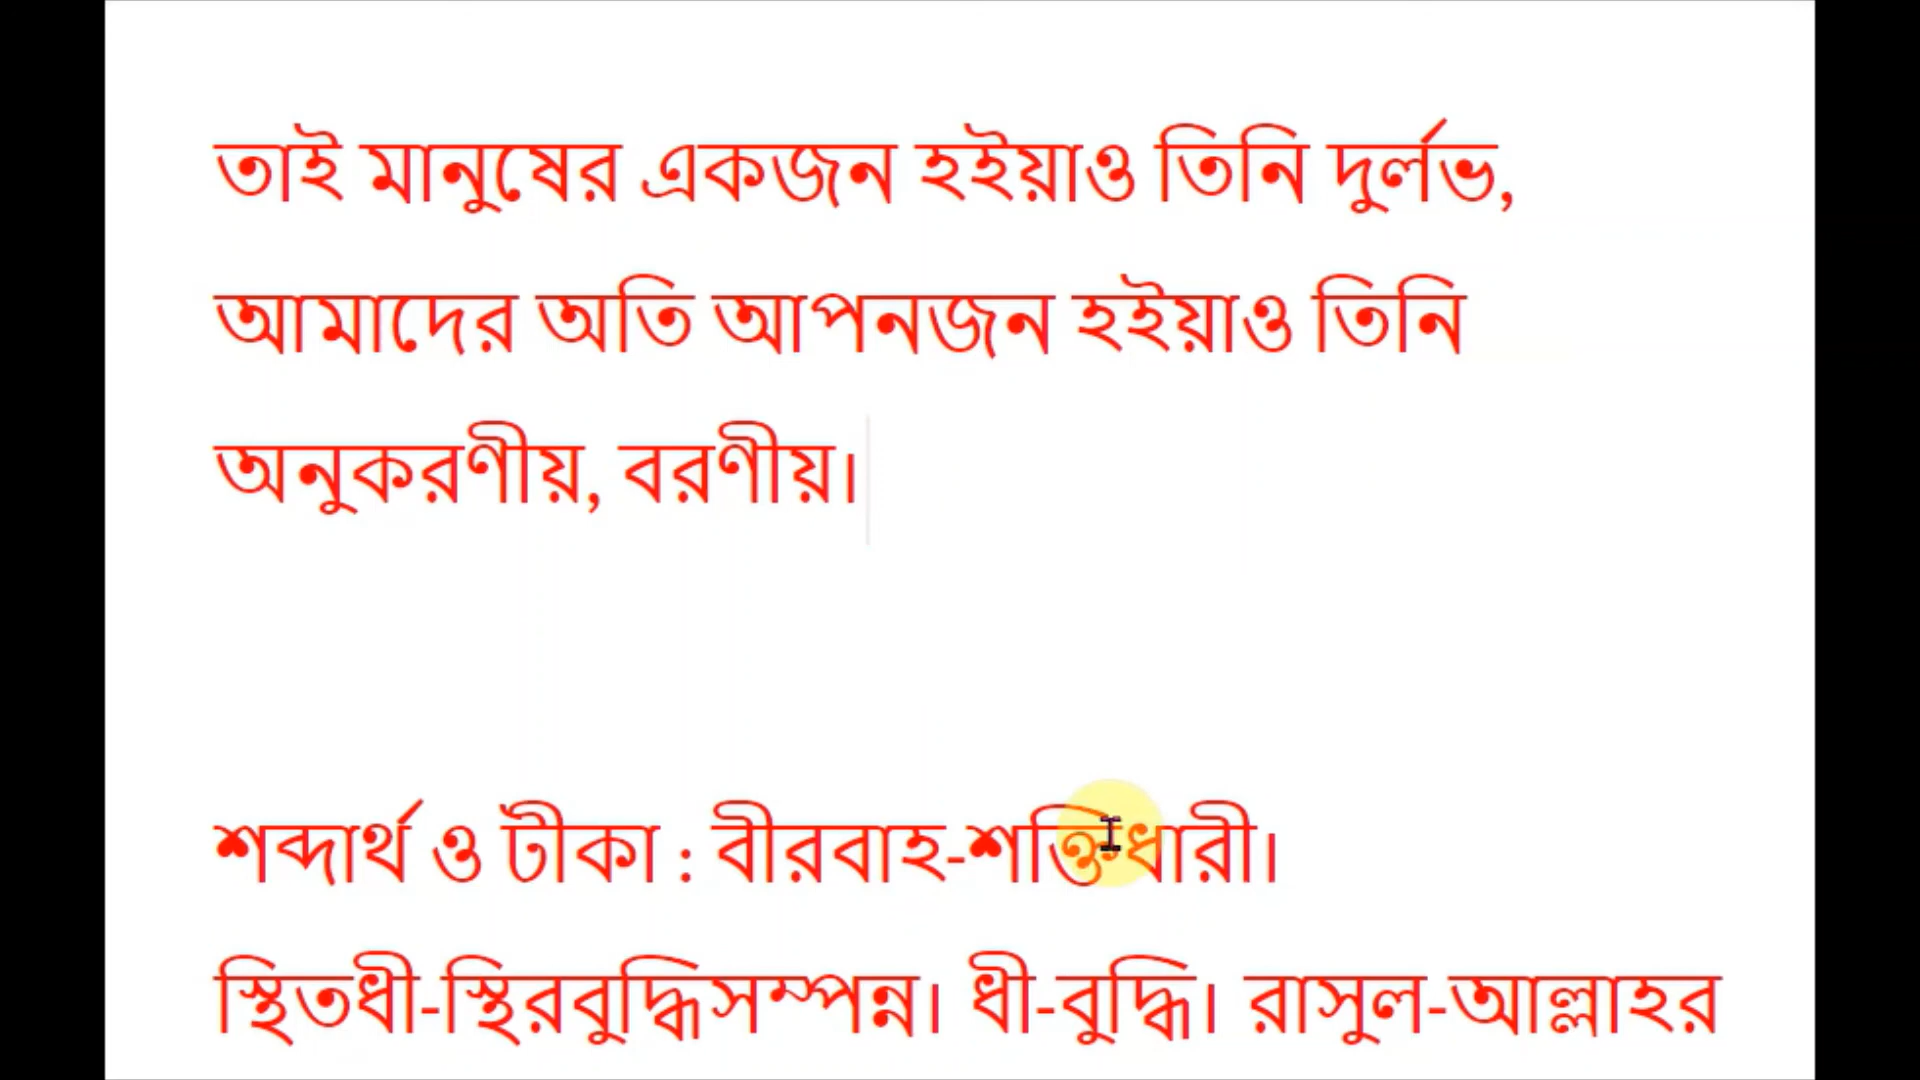 তাই মানুষের একজন হইয়াও তিনি দুর্লভ,
আমাদের অতি আপনজন হইয়াও তিনি
অনুকরণীয়, বরণীয়।
শব্দার্থ ও টীকা : বীরবাহ-শক্তিধারী।
স্থিতধী-স্থিরবুদ্ধিসম্পন্ন। ধী-বুদ্ধি। রাসুল-আল্লাহর